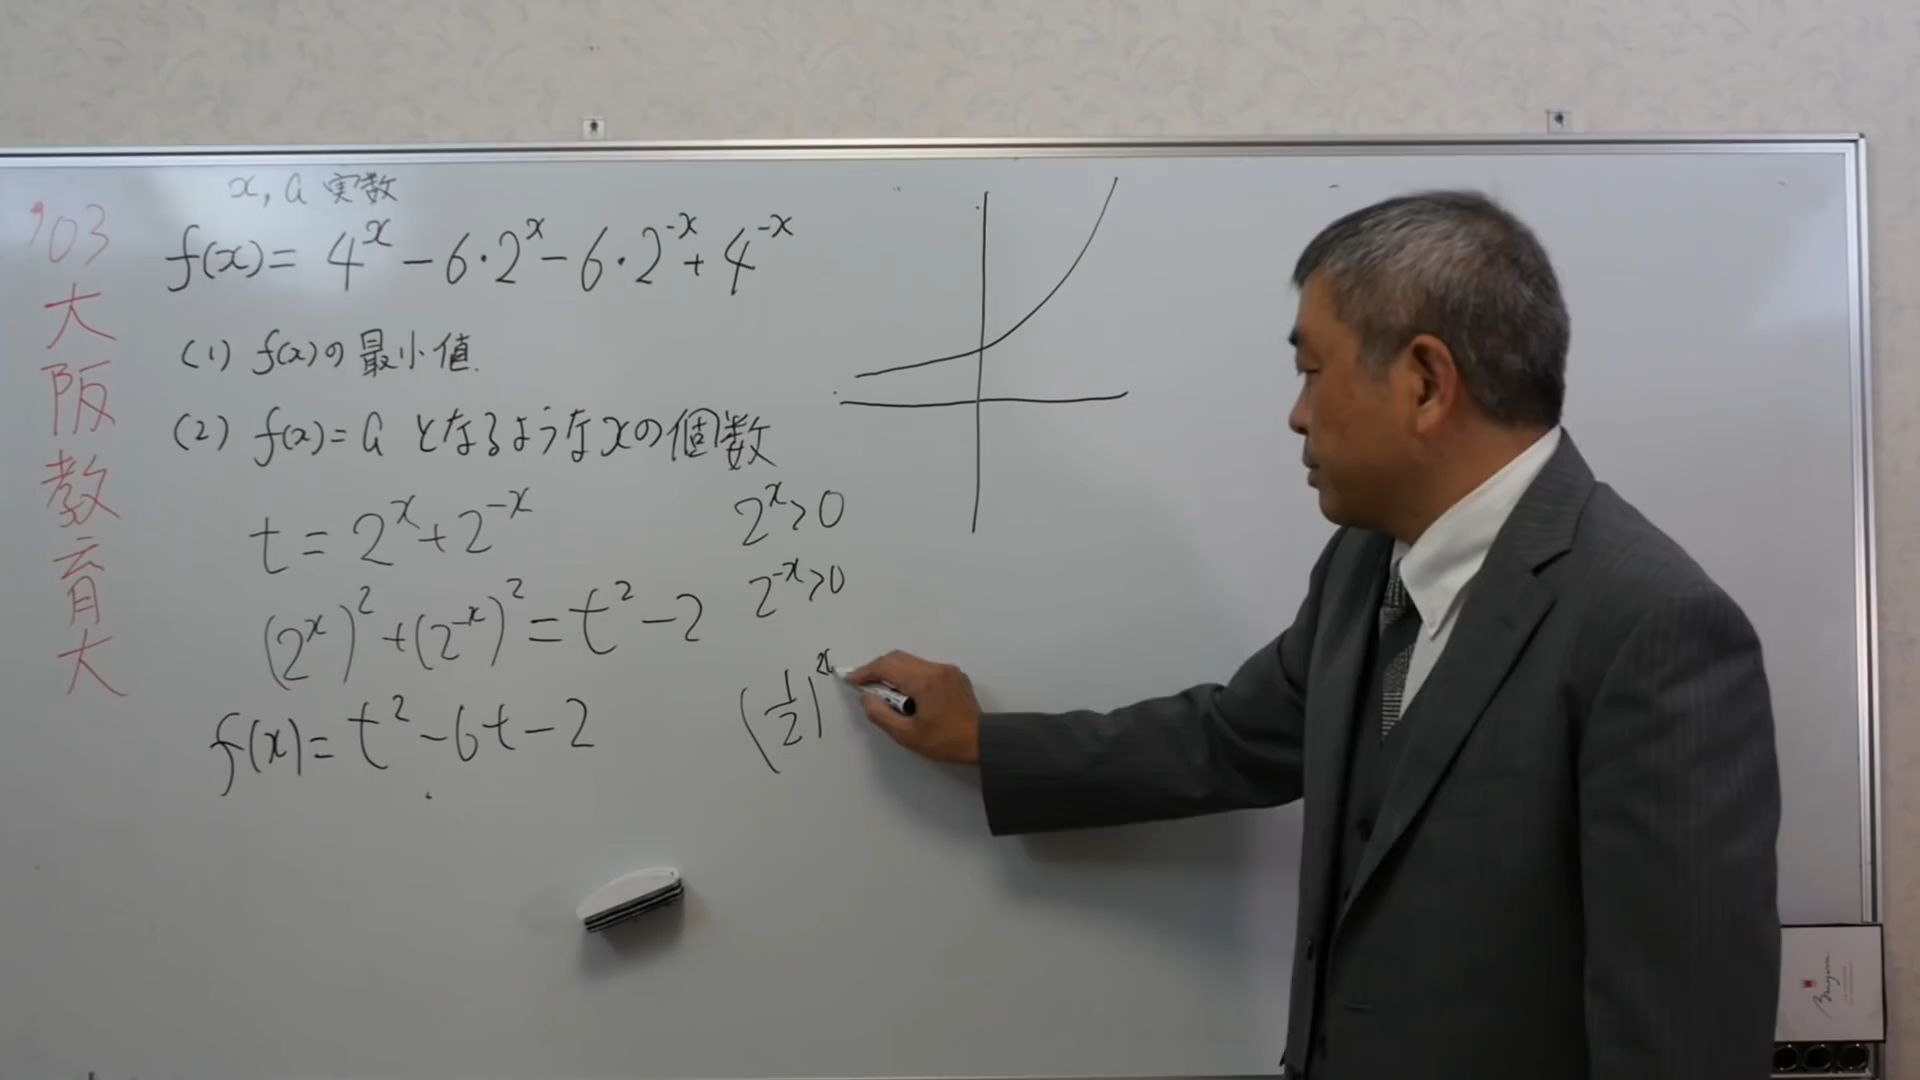 '03 大阪教育大
x, a 実数
f(x) = 4^x − 6・2^x − 6・2^{-x} + 4^{-x}
(1) f(x)の最小値.
(2) f(x) = a となるようなxの個数
t = 2^x + 2^{-x}
2^x > 0
2^{-x} > 0
(2^x)^2 + (2^{-x})^2 = t^2 − 2
f(x) = t^2 − 6t − 2
(1/2)^x